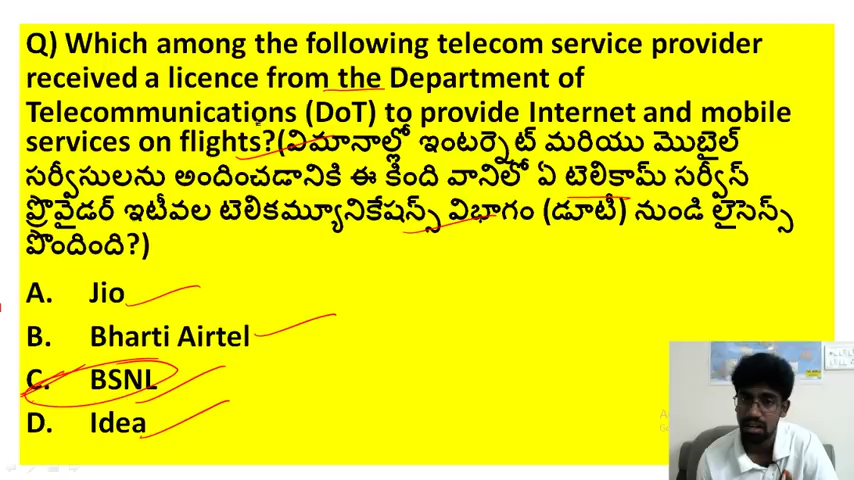 Q) Which among the following telecom service provider
received a licence from the Department of
Telecommunications (DoT) to provide Internet and mobile
services on flights?(విమానాల్లో ఇంటర్నెట్ మరియు మొబైల్
సర్వీసులను అందించడానికి ఈ కింది వానిలో ఏ టెలికామ్ సర్వీస్
ప్రొవైడర్ ఇటీవల టెలికమ్యూనికేషన్స్ విభాగం (డూటీ) నుండి లైసెన్స్
పొందింది?)
A. Jio
B. Bharti Airtel
C. BSNL
D. Idea